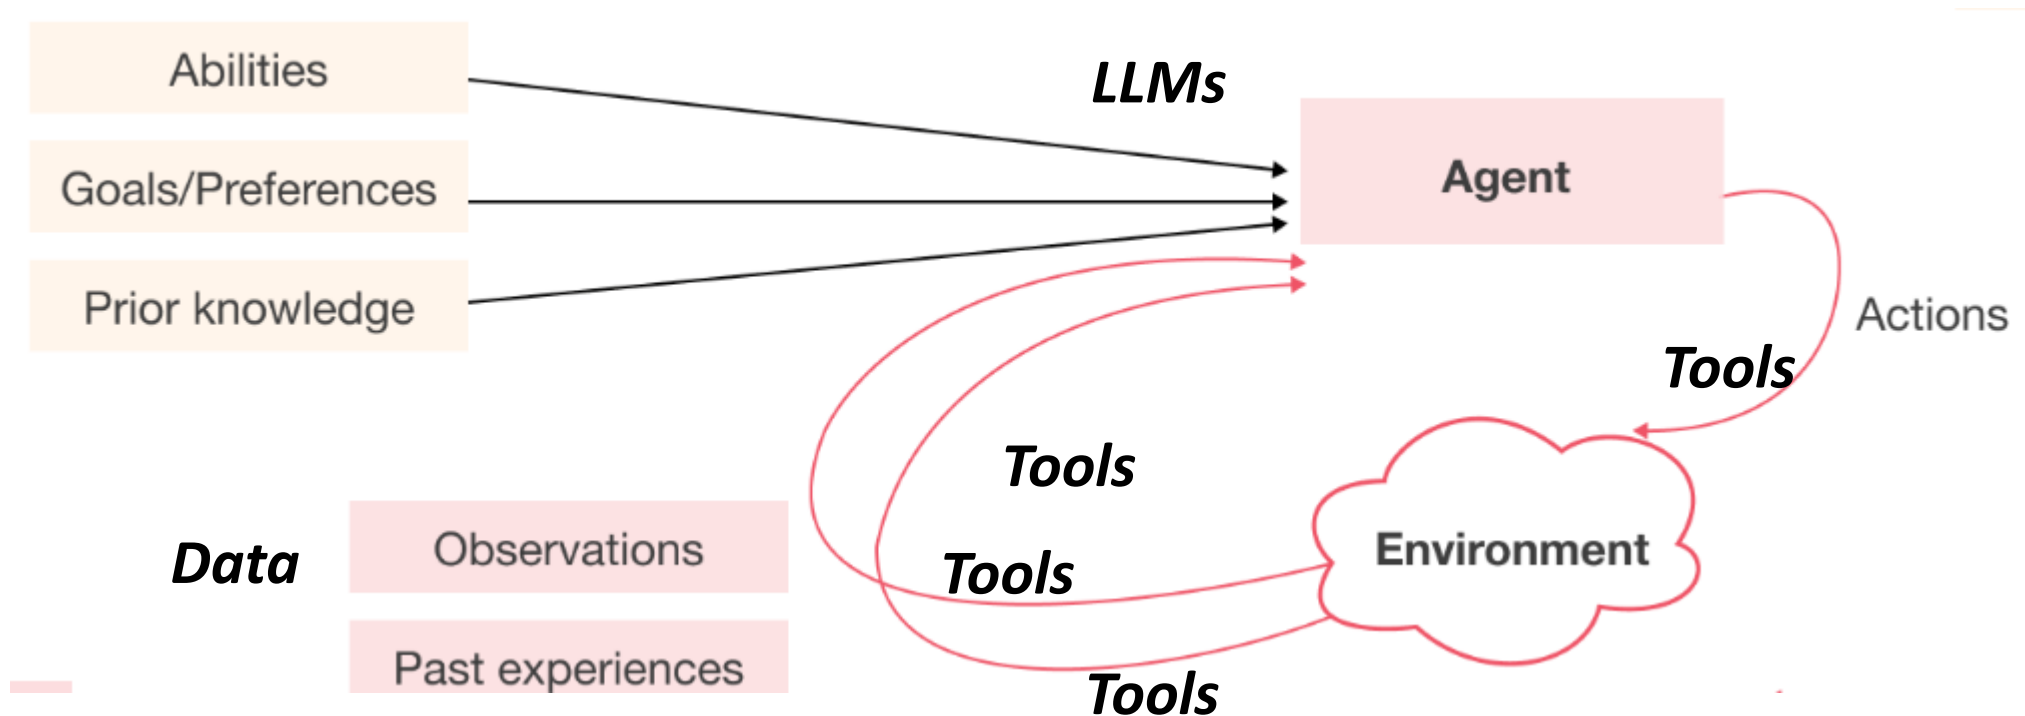 Abilities
LLMs
Agent
Goals/Preferences
Prior knowledge
Actions
Tools
Tools
Data
Observations
Tools
Environment
Past experiences
Tools